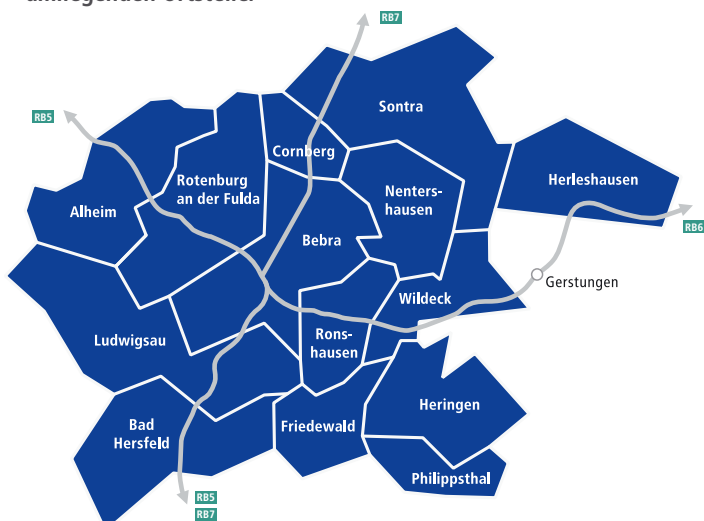 RB7
Sontra
RB5
Cornberg
Rotenburg
an der Fulda
Nenters-
hausen
Herleshausen
Alheim
RB6
Bebra
Gerstungen
Wildeck
Ludwigsau
Rons-
hausen
Heringen
Bad
Hersfeld
Friedewald
Philippsthal
RB5
RB7